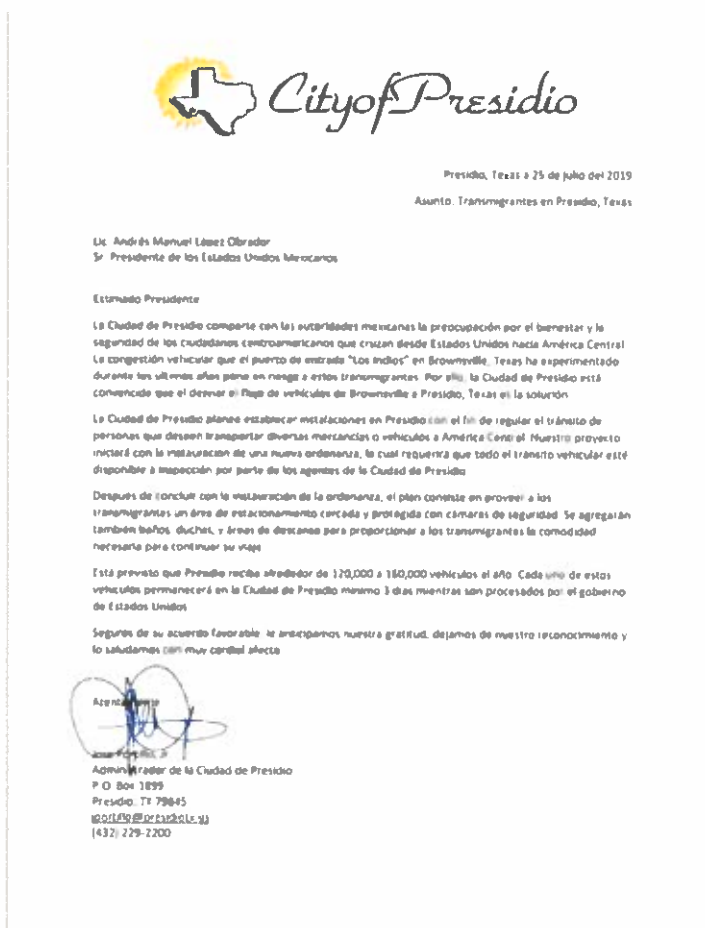 City of Presidio
Presidio, Texas a 25 de julio del 2019
Asunto: Transmigrantes en Presidio, Texas
Lic. Andrés Manuel López Obrador
Sr. Presidente de los Estados Unidos Mexicanos
Estimado Presidente
La Ciudad de Presidio comparte con las autoridades mexicanas la preocupación por el bienestar y la
seguridad de los ciudadanos centroamericanos que cruzan desde Estados Unidos hacia América Central
La congestión vehicular que el puerto de entrada "Los Indios" en Brownsville, Texas ha experimentado
durante los últimos años pone en riesgo a estos transmigrantes. Por ello, la Ciudad de Presidio está
convencida que el desviar el flujo de vehículos de Brownsville a Presidio, Texas es la solución
La Ciudad de Presidio planea establecer instalaciones en Presidio con el fin de regular el tránsito de
personas que deseen transportar diversas mercancías o vehículos a América Central. Nuestro proyecto
iniciará con la instauración de una nueva ordenanza, la cual requerirá que todo el tránsito vehicular esté
disponible a inspección por parte de los agentes de la Ciudad de Presidio
Después de concluir con la instauración de la ordenanza, el plan consiste en proveer a los
transmigrantes un área de estacionamiento cercada y protegida con cámaras de seguridad. Se agregarán
también baños, duchas, y áreas de descanso para proporcionar a los transmigrantes la comodidad
necesaria para continuar su viaje
Está previsto que Presidio reciba alrededor de 120,000 a 160,000 vehículos al año. Cada uno de estos
vehículos permanecerá en la Ciudad de Presidio mínimo 3 días mientras son procesados por el gobierno
de Estados Unidos
Seguros de su acuerdo favorable, le anticipamos nuestra gratitud, dejamos de nuestro reconocimiento y
lo saludamos con muy cordial afecto
Atentamente
Administrador de la Ciudad de Presidio
P.O. Box 1899
Presidio, TX 79845
(432) 229-2200